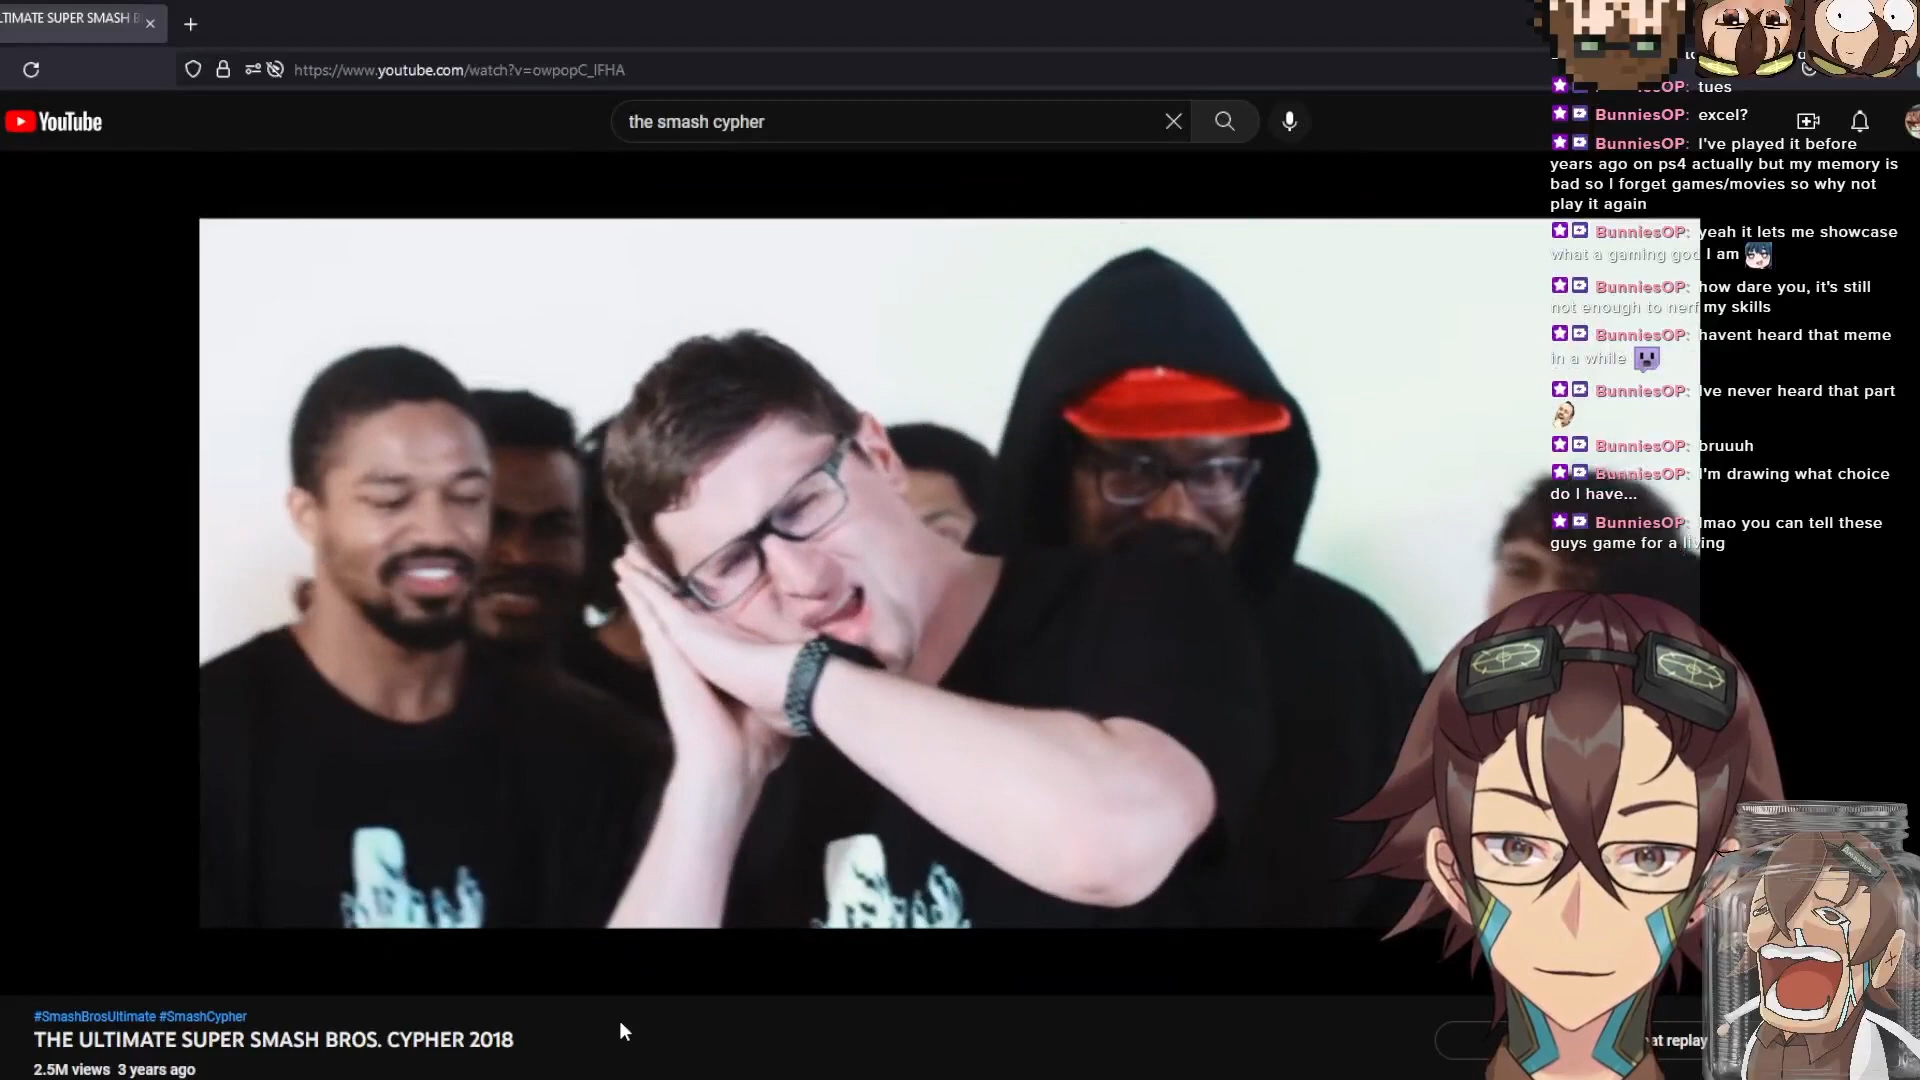 LTIMATE SUPER SMASH B
https://www.youtube.com/watch?v=owpopC_lFHA
YouTube
the smash cypher
tues
BunniesOP: excel?
BunniesOP: I've played it before
years ago on ps4 actually but my memory is
bad so I forget games/movies so why not
play it again
BunniesOP: yeah it lets me showcase
what a gaming god I am
BunniesOP: how dare you, it's still
not enough to nerf my skills
BunniesOP: havent heard that meme
in a while
BunniesOP: Ive never heard that part
BunniesOP: bruuuh
BunniesOP: I'm drawing what choice
do I have...
BunniesOP: lmao you can tell these
guys game for a living
#SmashBrosUltimate #SmashCypher
THE ULTIMATE SUPER SMASH BROS. CYPHER 2018
2.5M views 3 years ago
at replay